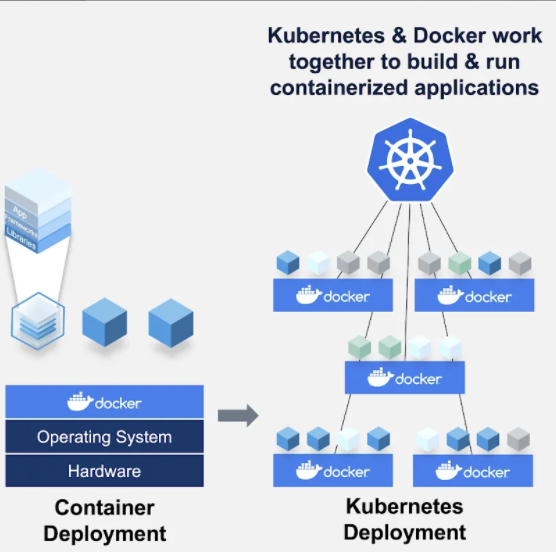 Kubernetes & Docker work
together to build & run
containerized applications
App
Frameworks
Libraries
docker
docker
docker
docker
Operating System
Hardware
docker
docker
Container
Deployment
Kubernetes
Deployment